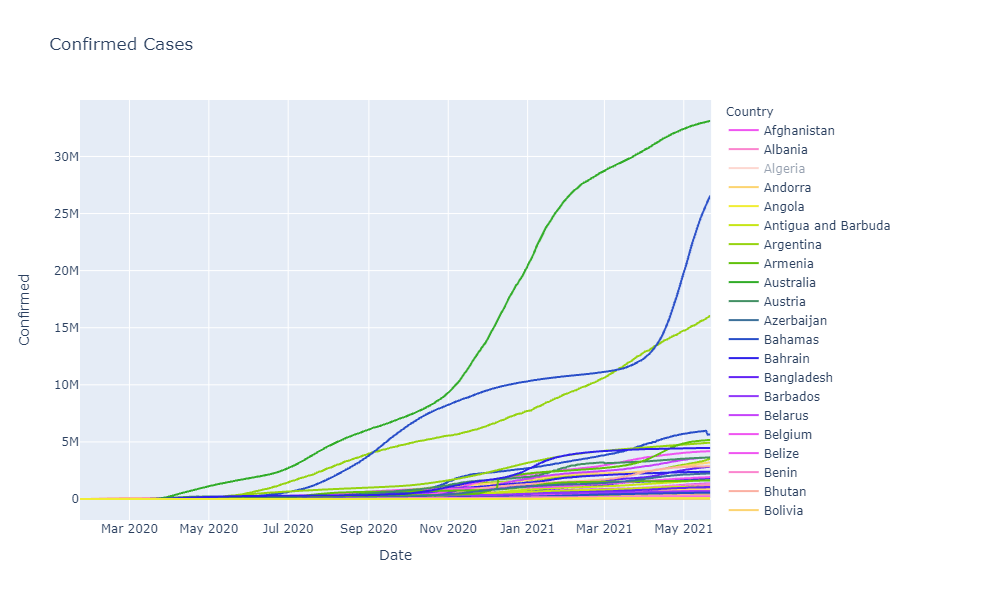 Confirmed Cases
Country
Afghanistan
Albania
Algeria
Andorra
Angola
Antigua and Barbuda
Argentina
Armenia
Australia
Austria
Azerbaijan
Bahamas
Bahrain
Bangladesh
Barbados
Belarus
Belgium
Belize
Benin
Bhutan
Bolivia
Confirmed
30M
25M
20M
15M
10M
5M
0
Mar 2020
May 2020
Jul 2020
Sep 2020
Nov 2020
Jan 2021
Mar 2021
May 2021
Date